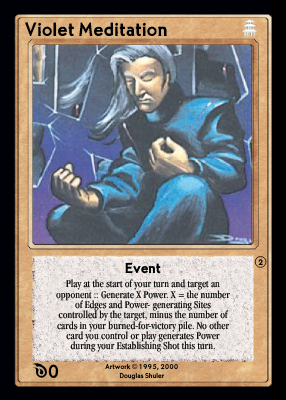 Violet Meditation
Event
2
Play at the start of your turn and target an
opponent :: Generate X Power. X = the number
of Edges and Power- generating Sites
controlled by the target, minus the number of
cards in your burned-for-victory pile. No other
card you control or play generates Power
during your Establishing Shot this turn.
0
Artwork © 1995, 2000
Douglas Shuler